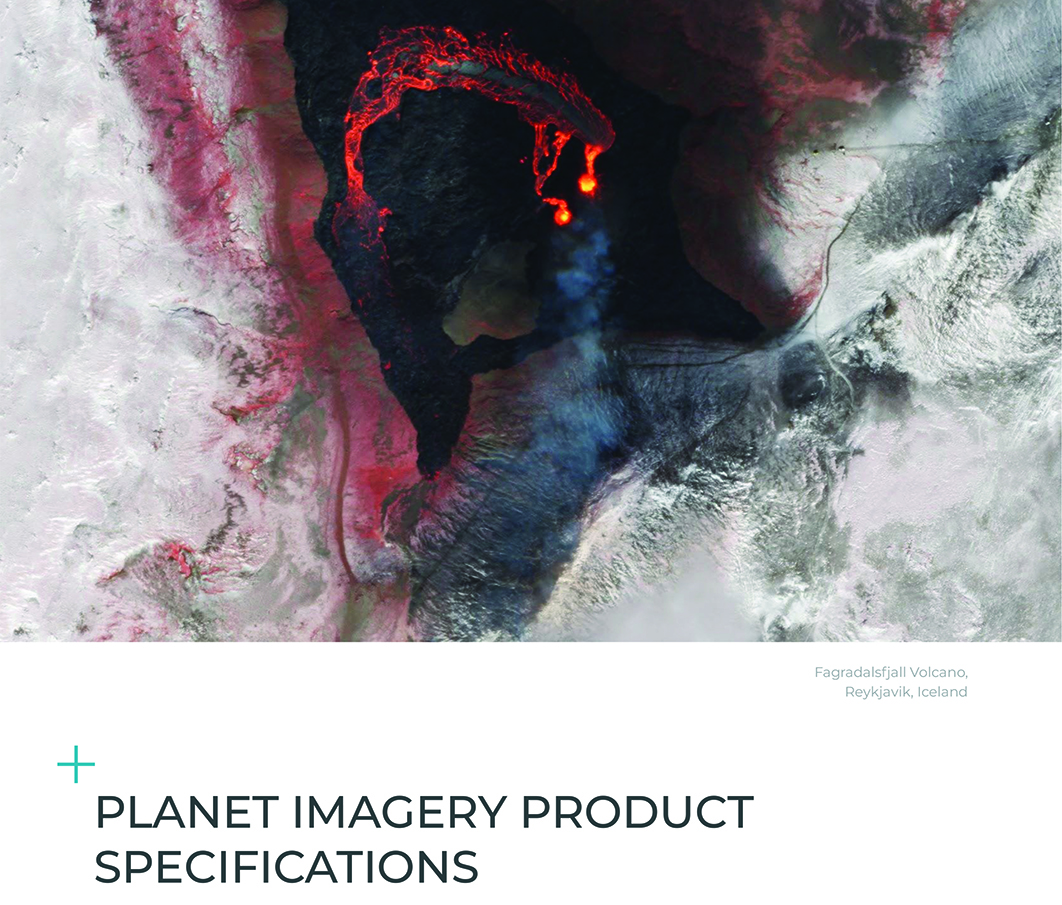 Fagradalsfjall Volcano,
Reykjavik, Iceland
PLANET IMAGERY PRODUCT
SPECIFICATIONS